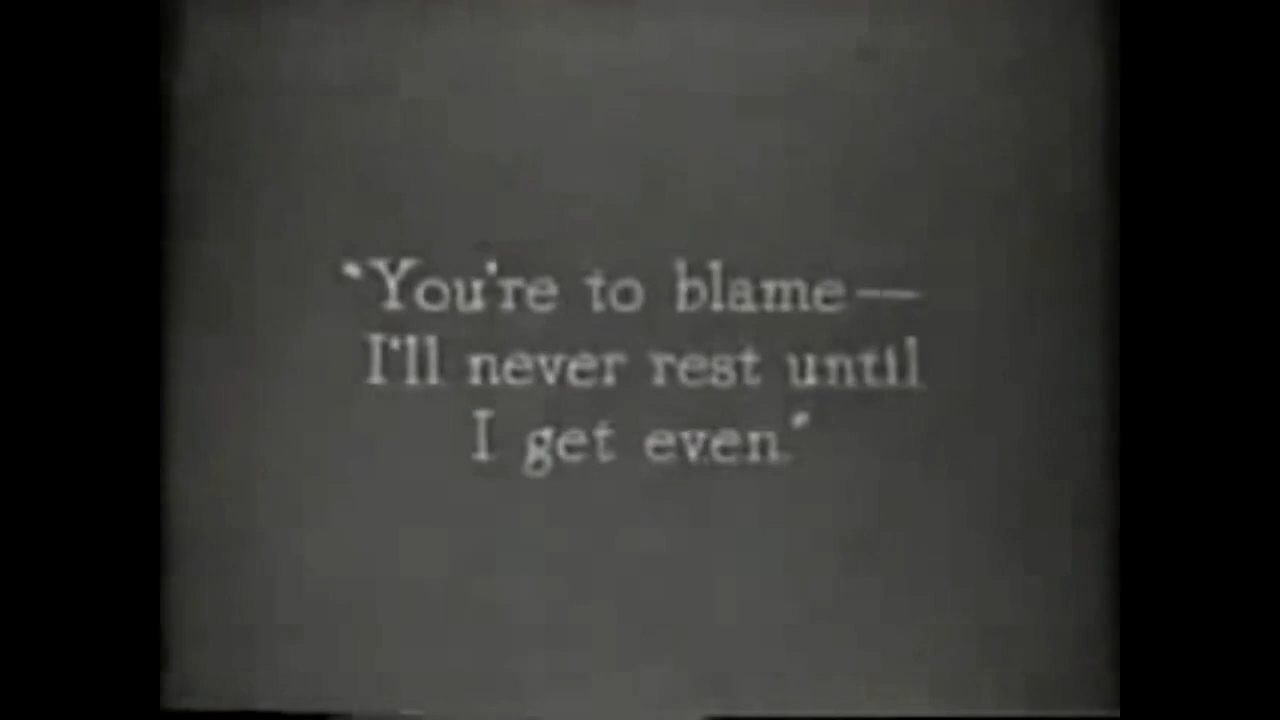 "You're to blame—
I'll never rest until
I get even."